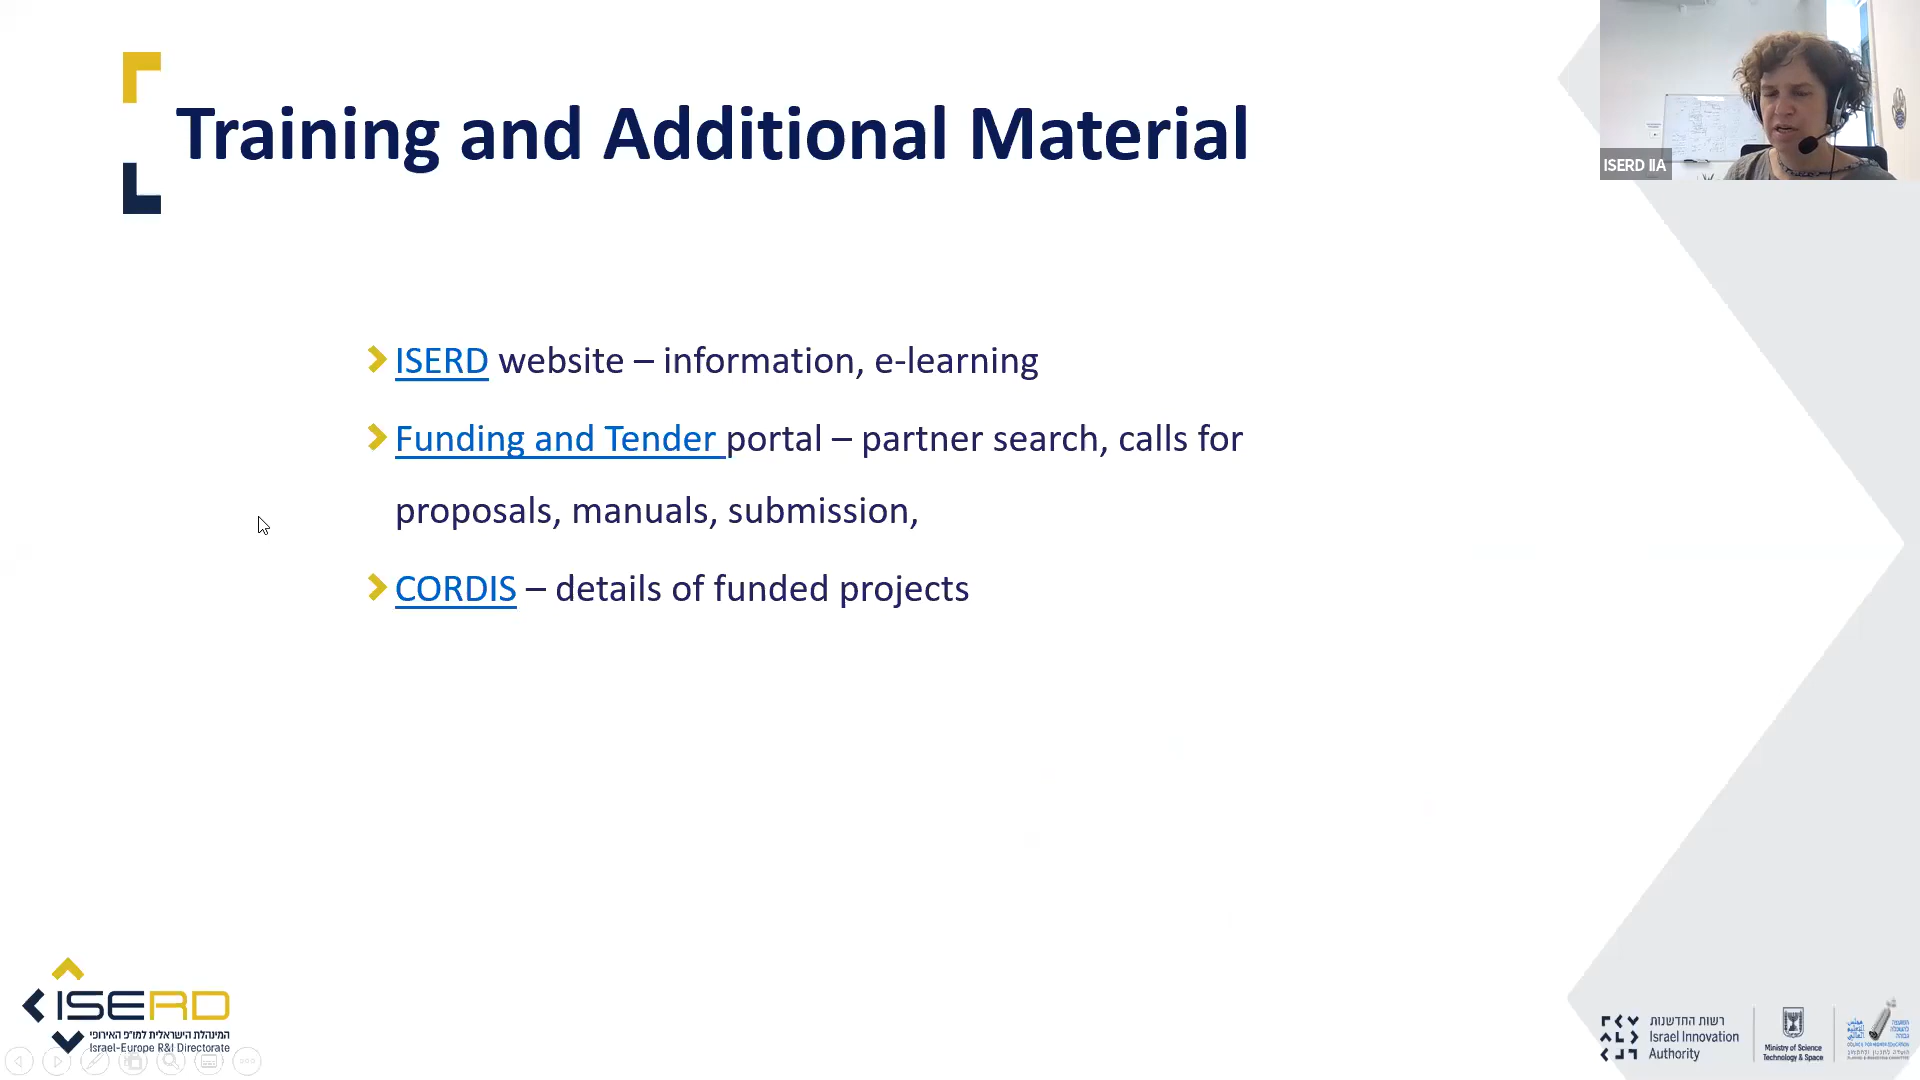 Training and Additional Material
ISERD IIA
ISERD website – information, e-learning
Funding and Tender portal – partner search, calls for
proposals, manuals, submission,
CORDIS – details of funded projects
ISERD
המינהלת הישראלית למו"פ האירופי
Israel-Europe R&I Directorate
רשות החדשנות
Israel Innovation
Authority
Ministry of Science
Technology & Space